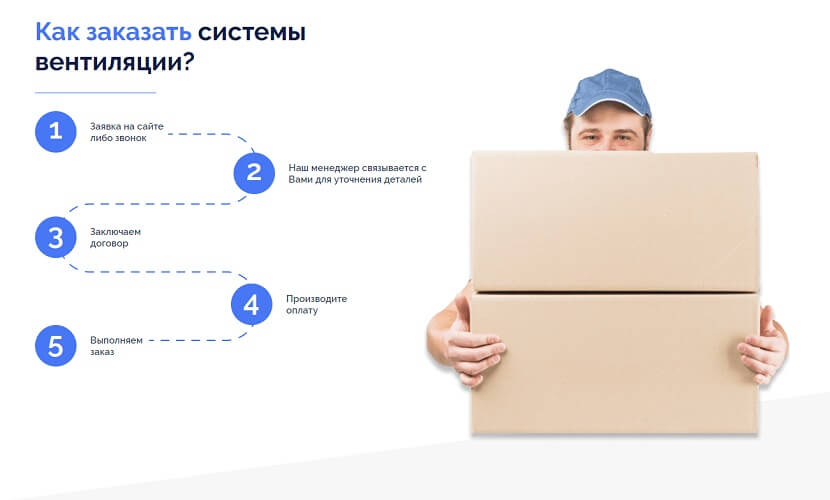 Как заказать системы
вентиляции?
1
Заявка на сайте
либо звонок
2
Наш менеджер связывается с
Вами для уточнения деталей
3
Заключаем
договор
4
Производите
оплату
5
Выполняем
заказ